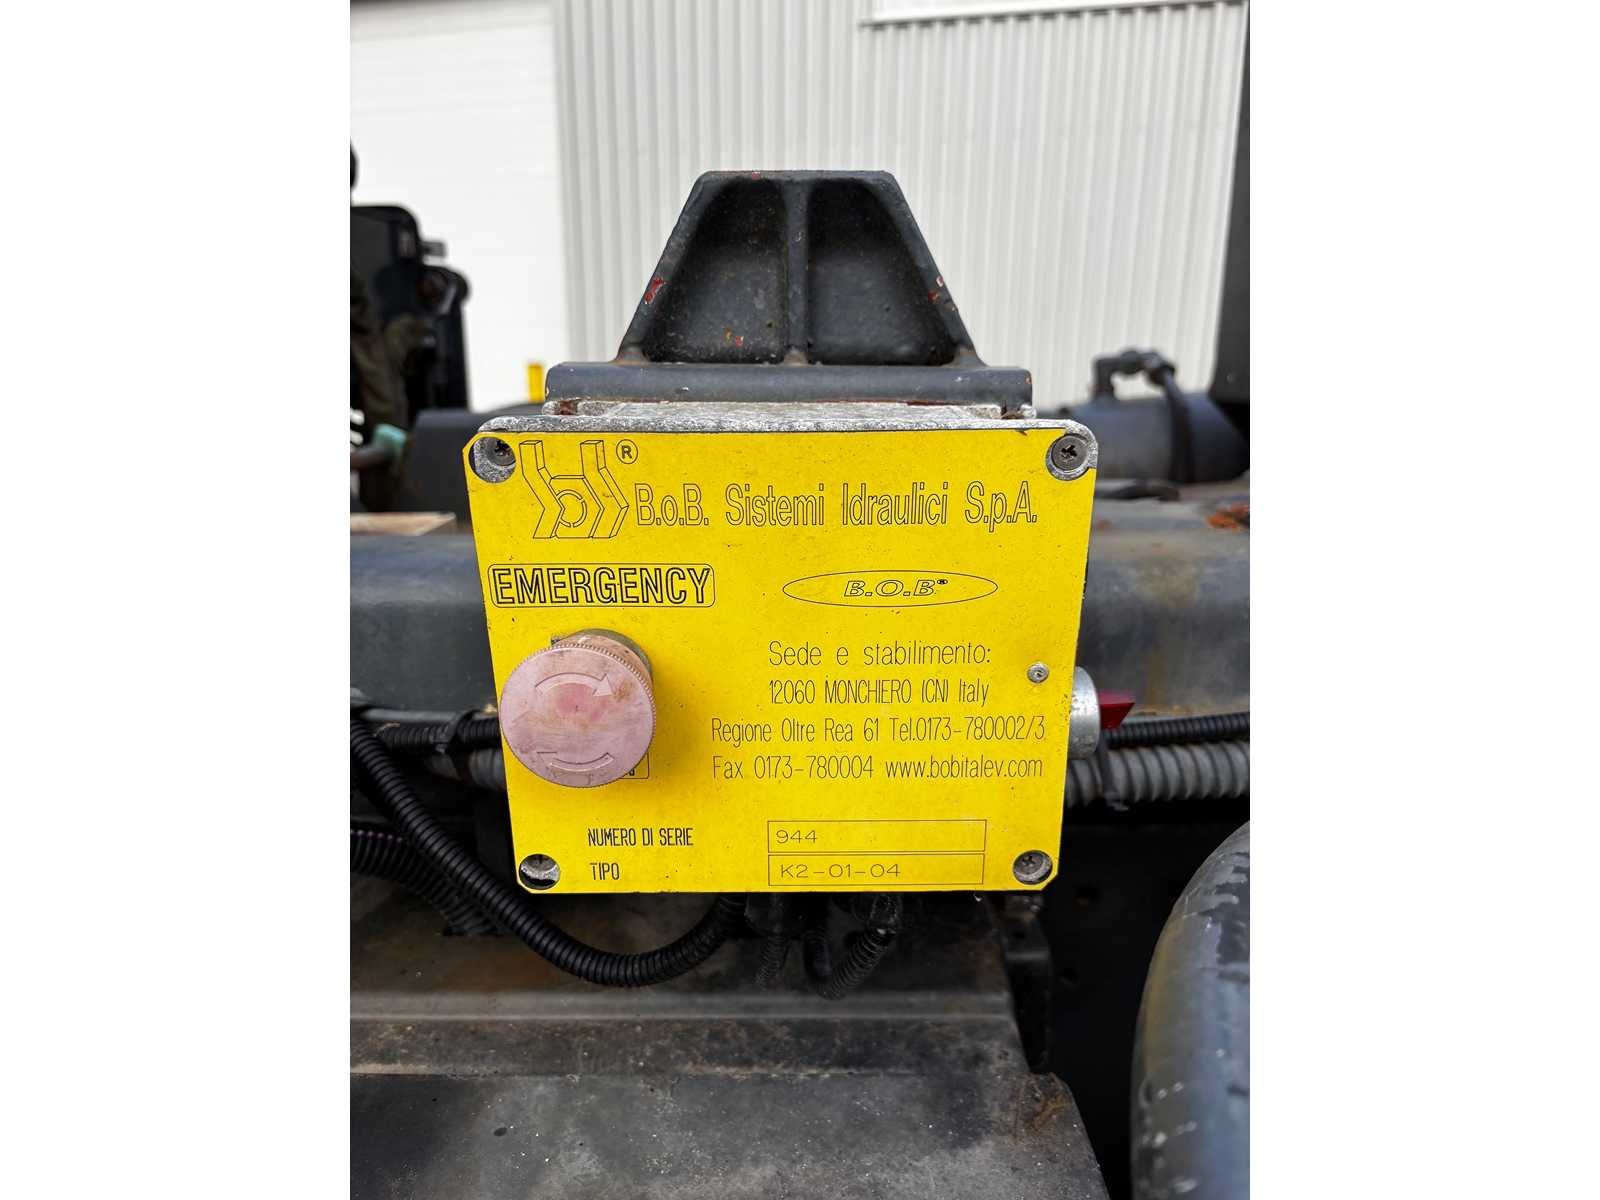 ®
B.o.B. Sistemi Idraulici S.p.A.
EMERGENCY
B.O.B.®
Sede e stabilimento:
12060 MONCHIERO (CN) Italy
Regione Oltre Rea 61 Tel.0173-780002/3
Fax 0173-780004 www.bobitalev.com
NUMERO DI SERIE 944
TIPO K2-01-04